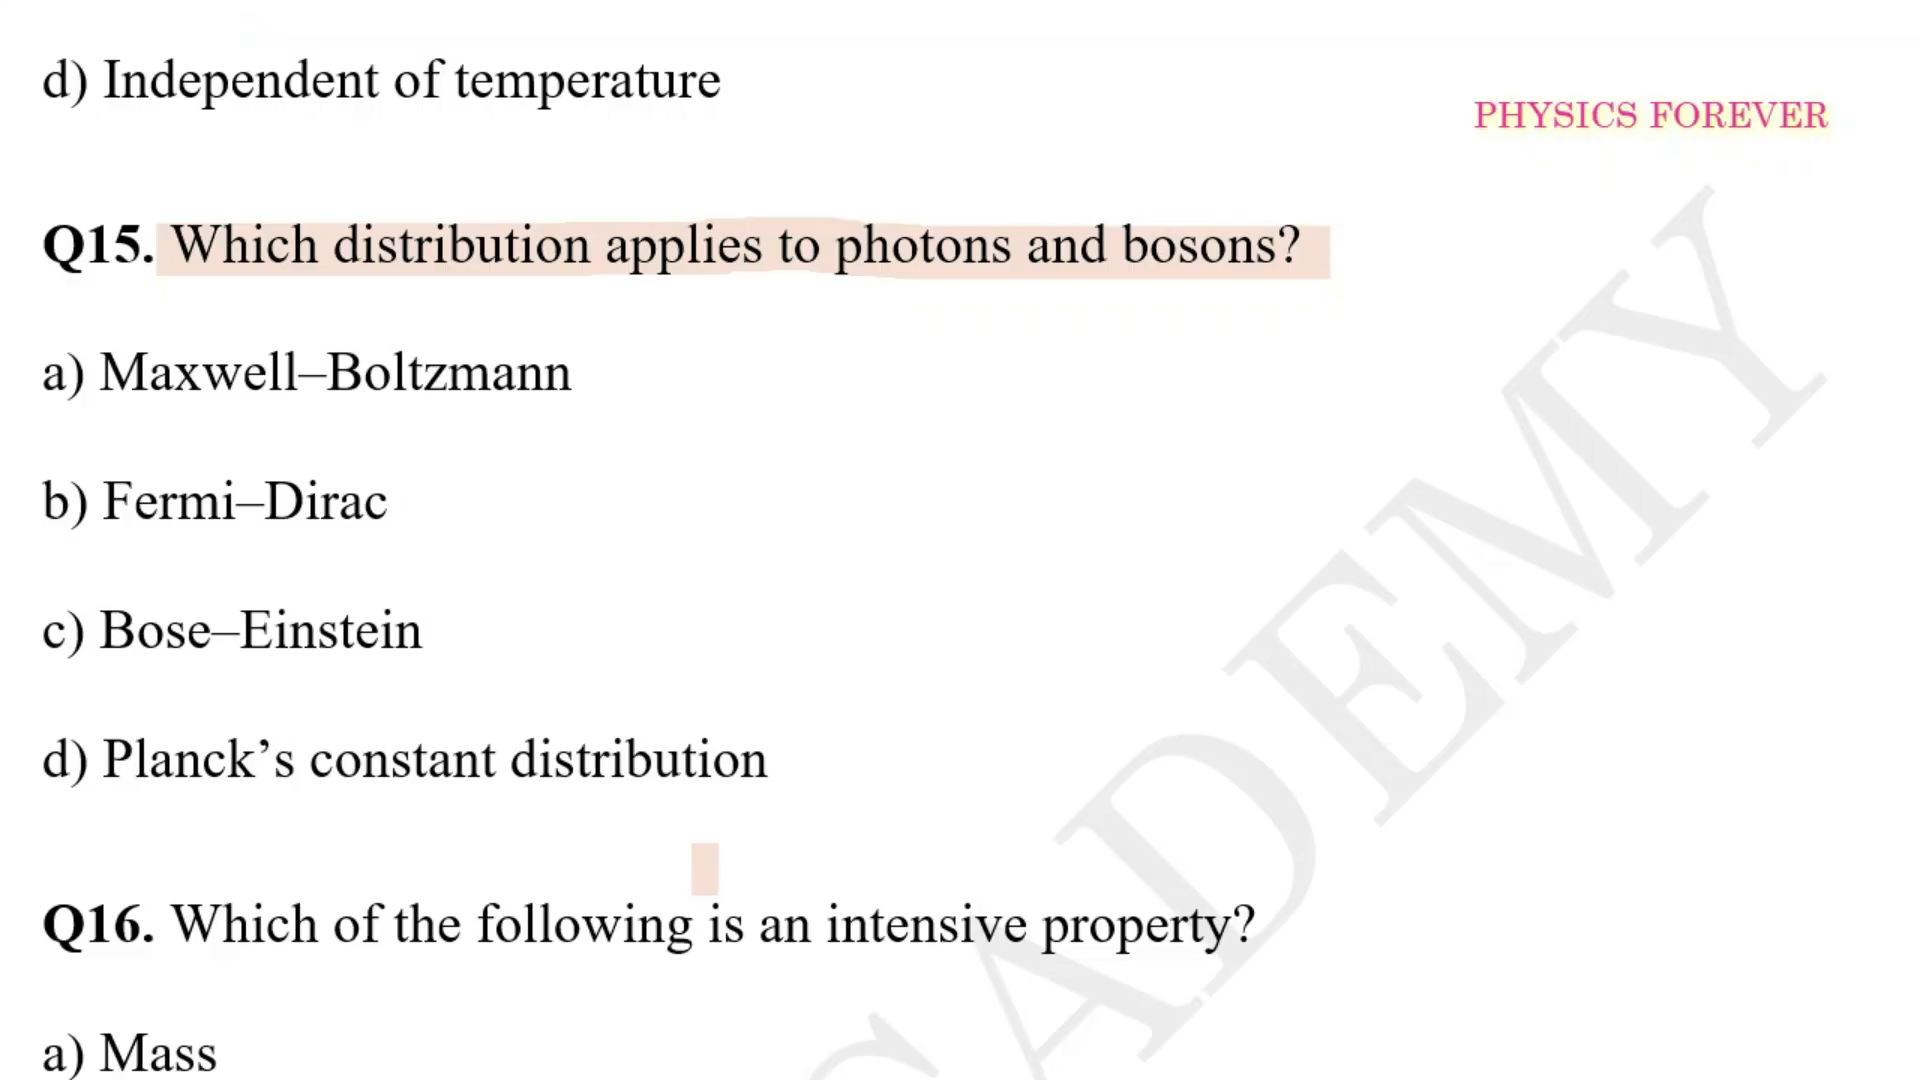 d) Independent of temperature
PHYSICS FOREVER
Q15. Which distribution applies to photons and bosons?
a) Maxwell–Boltzmann
b) Fermi–Dirac
c) Bose–Einstein
d) Planck’s constant distribution
Q16. Which of the following is an intensive property?
a) Mass
CADEMY